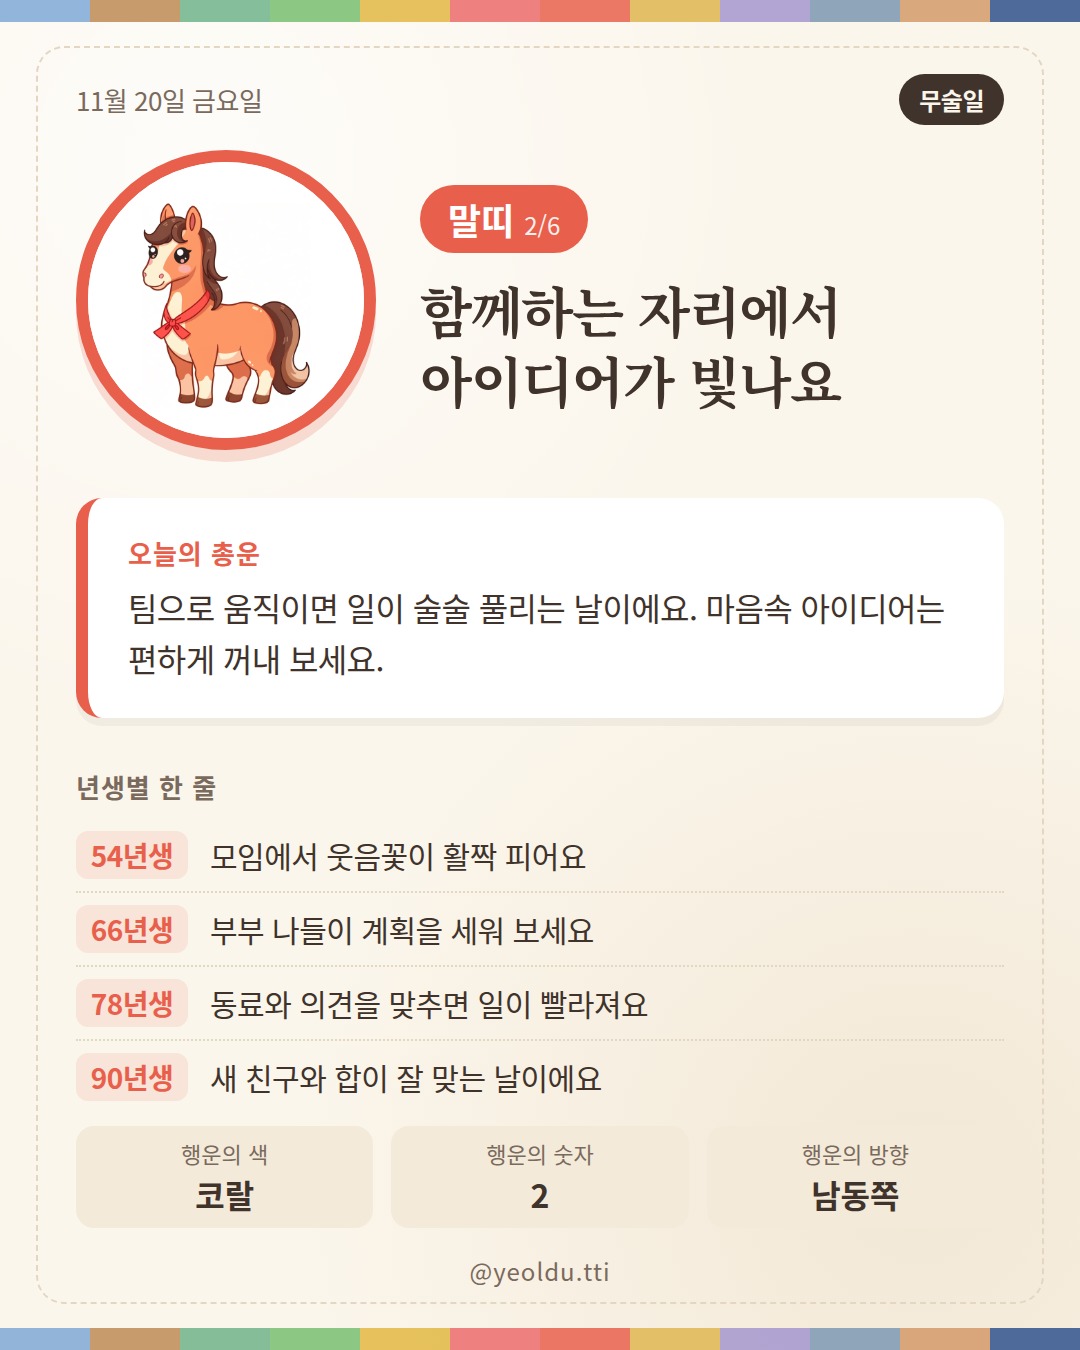 11월 20일 금요일
무술일
말띠 2/6
함께하는 자리에서
아이디어가 빛나요
오늘의 총운
팀으로 움직이면 일이 술술 풀리는 날이에요. 마음속 아이디어는
편하게 꺼내 보세요.
년생별 한 줄
54년생 모임에서 웃음꽃이 활짝 피어요
66년생 부부 나들이 계획을 세워 보세요
78년생 동료와 의견을 맞추면 일이 빨라져요
90년생 새 친구와 합이 잘 맞는 날이에요
행운의 색
코랄
행운의 숫자
2
행운의 방향
남동쪽
@yeoldu.tti